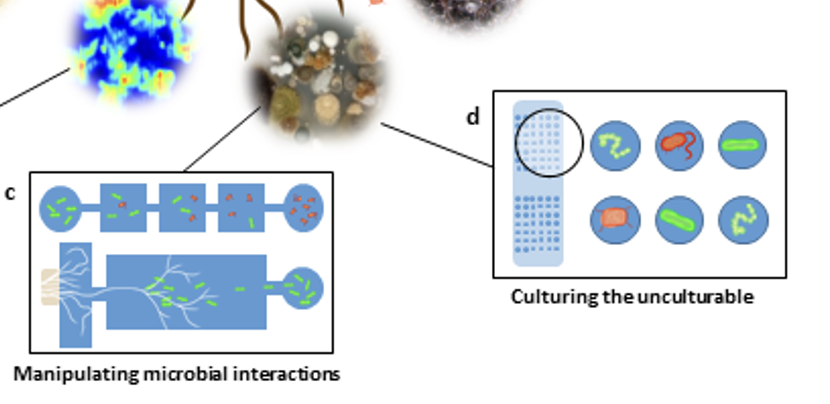 d
c
Culturing the unculturable
Manipulating microbial interactions